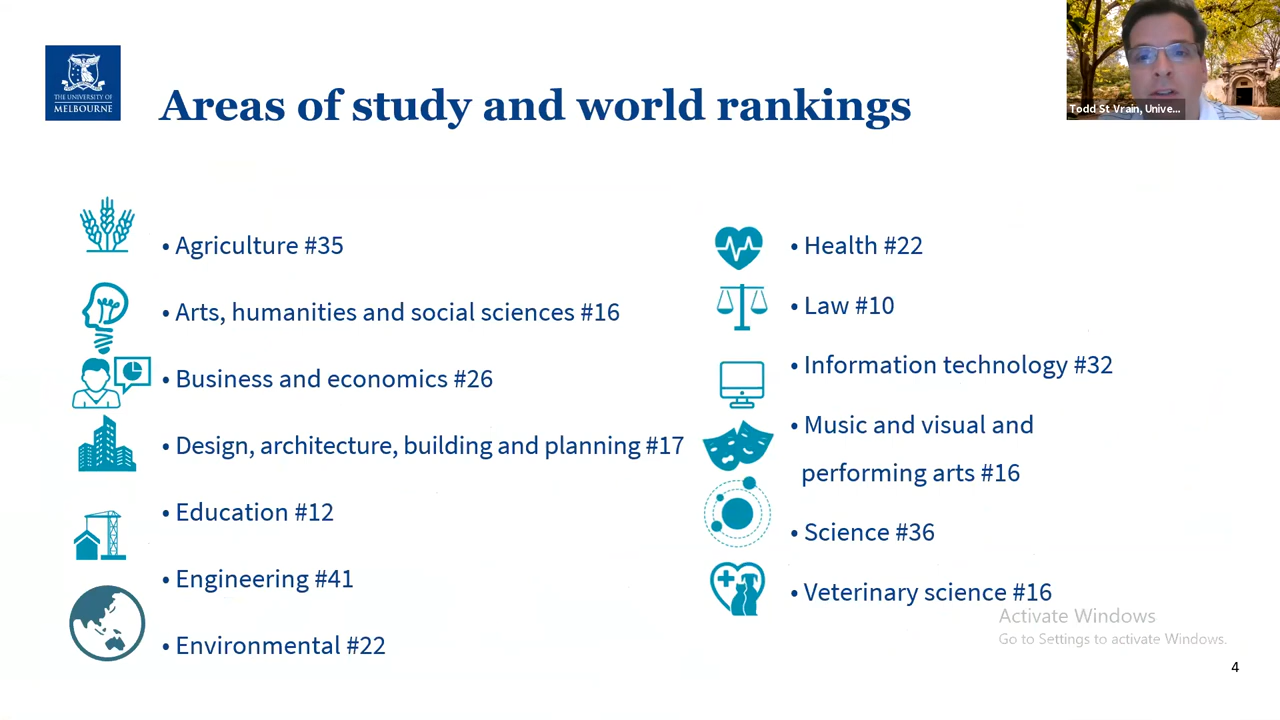 THE UNIVERSITY OF
MELBOURNE
Areas of study and world rankings
Todd St Vrain, Unive...
• Agriculture #35
• Arts, humanities and social sciences #16
• Business and economics #26
• Design, architecture, building and planning #17
• Education #12
• Engineering #41
• Environmental #22
• Health #22
• Law #10
• Information technology #32
• Music and visual and
performing arts #16
• Science #36
• Veterinary science #16
Activate Windows
Go to Settings to activate Windows.
4